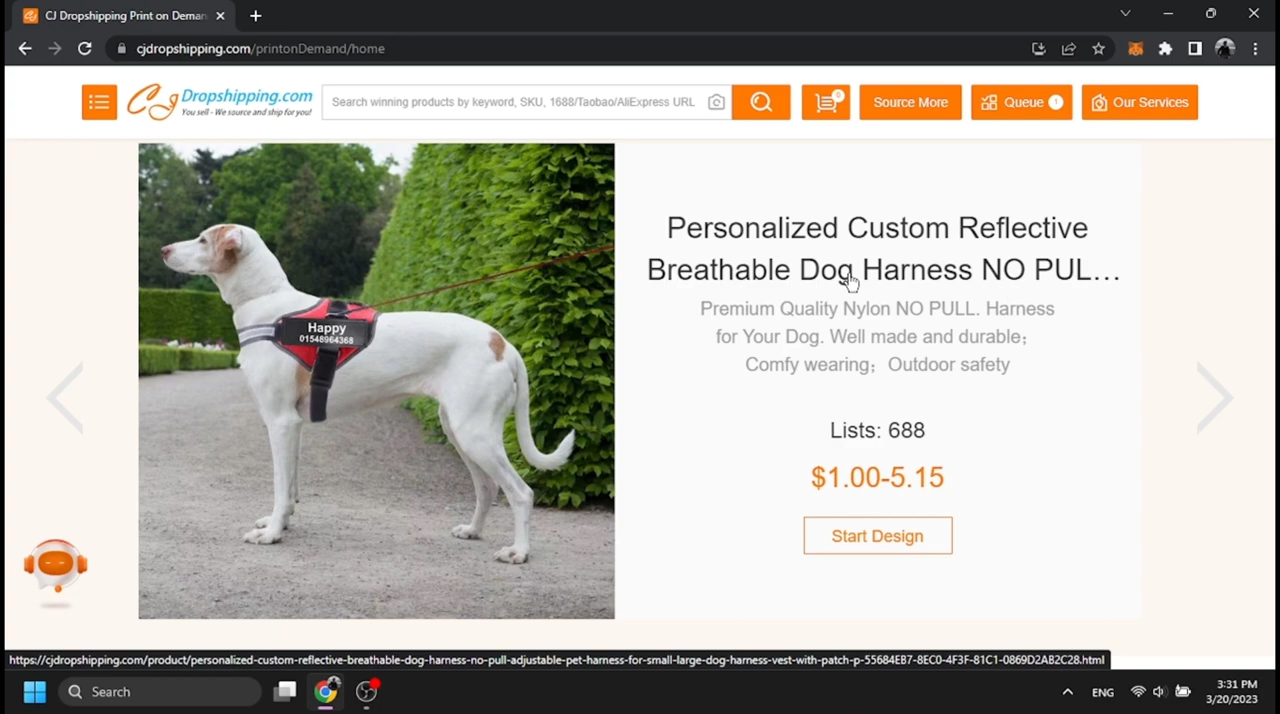 CJ Dropshipping Print on Deman
cjdropshipping.com/printonDemand/home
CJ Dropshipping.com
You sell - We source and ship for you!
Search winning products by keyword, SKU, 1688/Taobao/AliExpress URL
0
Source More
Queue 1
Our Services
Happy
01548964368
Personalized Custom Reflective
Breathable Dog Harness NO PUL...
Premium Quality Nylon NO PULL. Harness
for Your Dog. Well made and durable；
Comfy wearing；Outdoor safety
Lists: 688
$1.00-5.15
Start Design
https://cjdropshipping.com/product/personalized-custom-reflective-breathable-dog-harness-no-pull-adjustable-pet-harness-for-small-large-dog-harness-vest-with-patch-p-55684EB7-8EC0-4F3F-81C1-0869D2AB2C28.html
Search
ENG
3:31 PM
3/20/2023